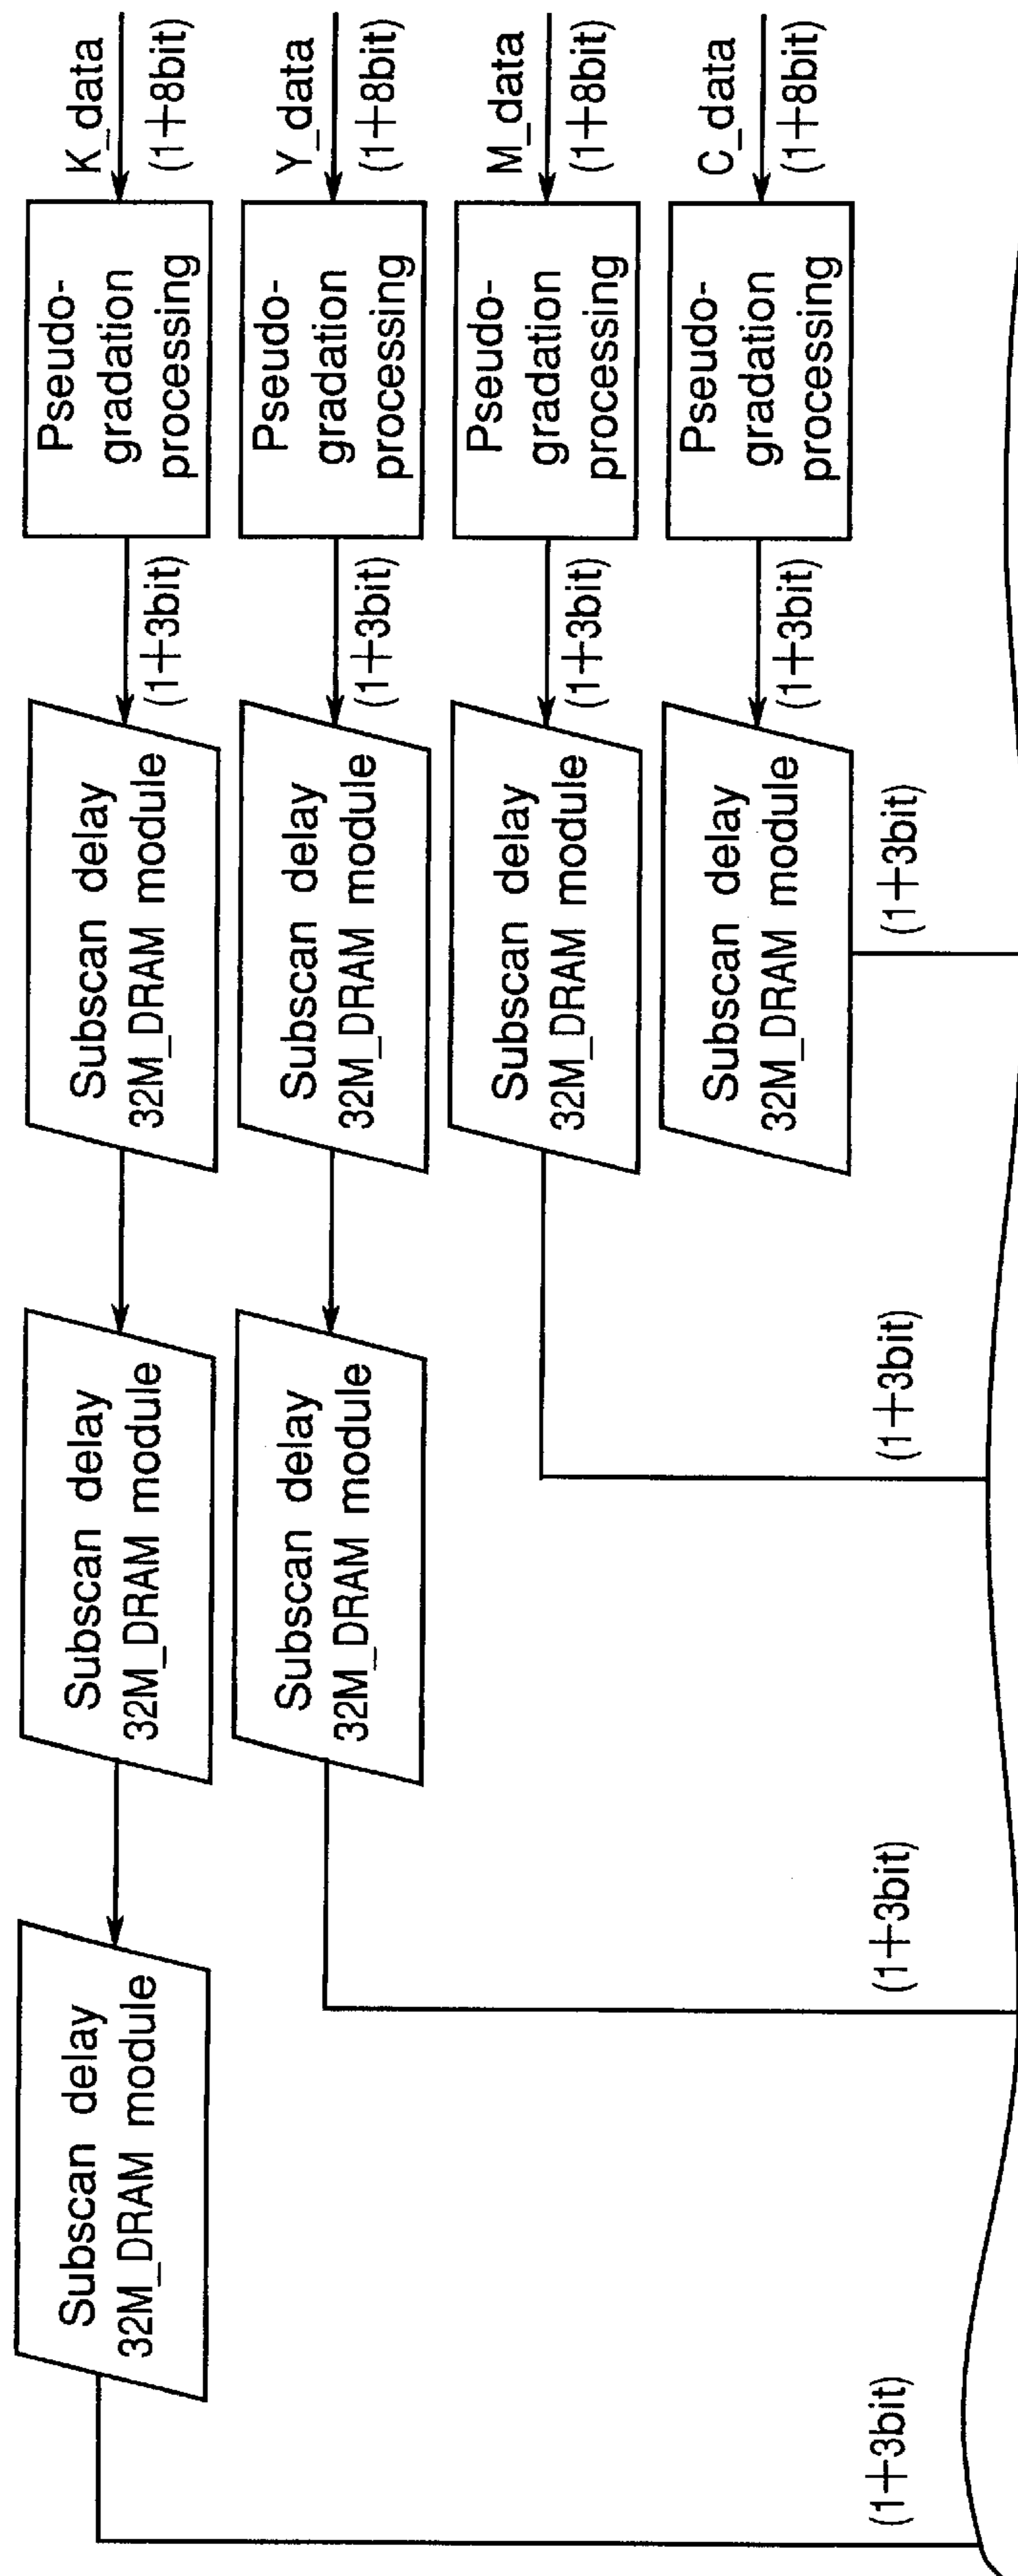 K_data
(1+8bit)
Pseudo-
gradation
processing
(1+3bit)
Subscan delay
32M_DRAM module
Subscan delay
32M_DRAM module
Subscan delay
32M_DRAM module
(1+3bit)
Y_data
(1+8bit)
Pseudo-
gradation
processing
(1+3bit)
Subscan delay
32M_DRAM module
Subscan delay
32M_DRAM module
(1+3bit)
M_data
(1+8bit)
Pseudo-
gradation
processing
(1+3bit)
Subscan delay
32M_DRAM module
(1+3bit)
C_data
(1+8bit)
Pseudo-
gradation
processing
(1+3bit)
Subscan delay
32M_DRAM module
(1+3bit)